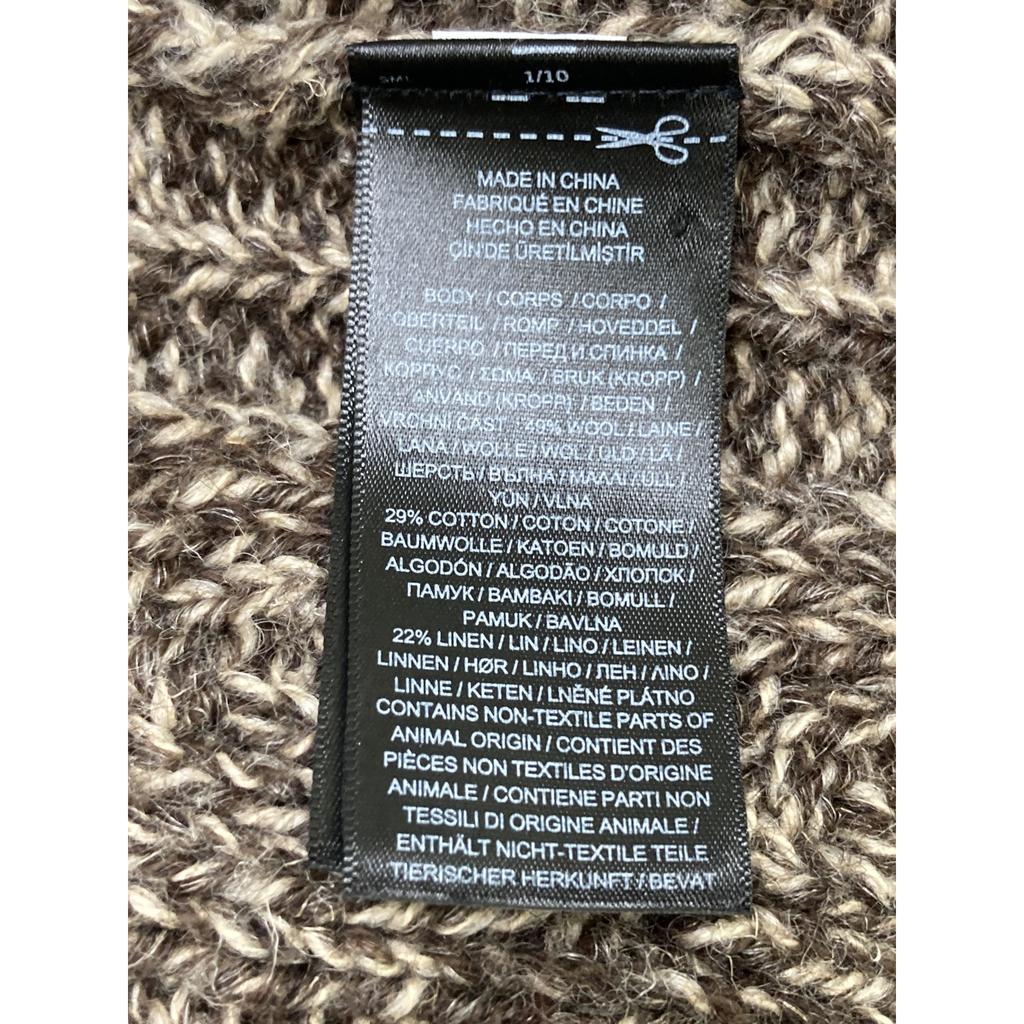 1/10
MADE IN CHINA
FABRIQUÉ EN CHINE
HECHO EN CHINA
ÇİN'DE ÜRETİLMİŞTİR
BODY / CORPS / CORPO /
OBERTEIL / ROMP / HOVEDDEL /
CUERPO / ПЕРЕД И СПИНКА /
КОРПУС / ΣΩΜΑ / BRUK (KROPP) /
ANVAND (KROPP) / BEDEN /
VRCHNÍ CAST 49% WOOL / LAINE /
LANA / WOLLE / WOL / ULD / LÃ /
ШЕРСТЬ / ВЪЛНА / ΜΑΛΛΙ / ULL /
YÜN / VLNA
29% COTTON / COTON / COTONE /
BAUMWOLLE / KATOEN / BOMULD /
ALGODÓN / ALGODÃO / ХЛОПОК /
ПАМУК / ΒΑΜΒΑΚΙ / BOMULL /
PAMUK / BAVLNA
22% LINEN / LIN / LINO / LEINEN /
LINNEN / HØR / LINHO / ЛЕН / ΛΙΝΟ /
LINNE / KETEN / LNĚNÉ PLÁTNO
CONTAINS NON-TEXTILE PARTS OF
ANIMAL ORIGIN / CONTIENT DES
PIÈCES NON TEXTILES D'ORIGINE
ANIMALE / CONTIENE PARTI NON
TESSILI DI ORIGINE ANIMALE /
ENTHÄLT NICHT-TEXTILE TEILE
TIERISCHER HERKUNFT / BEVAT